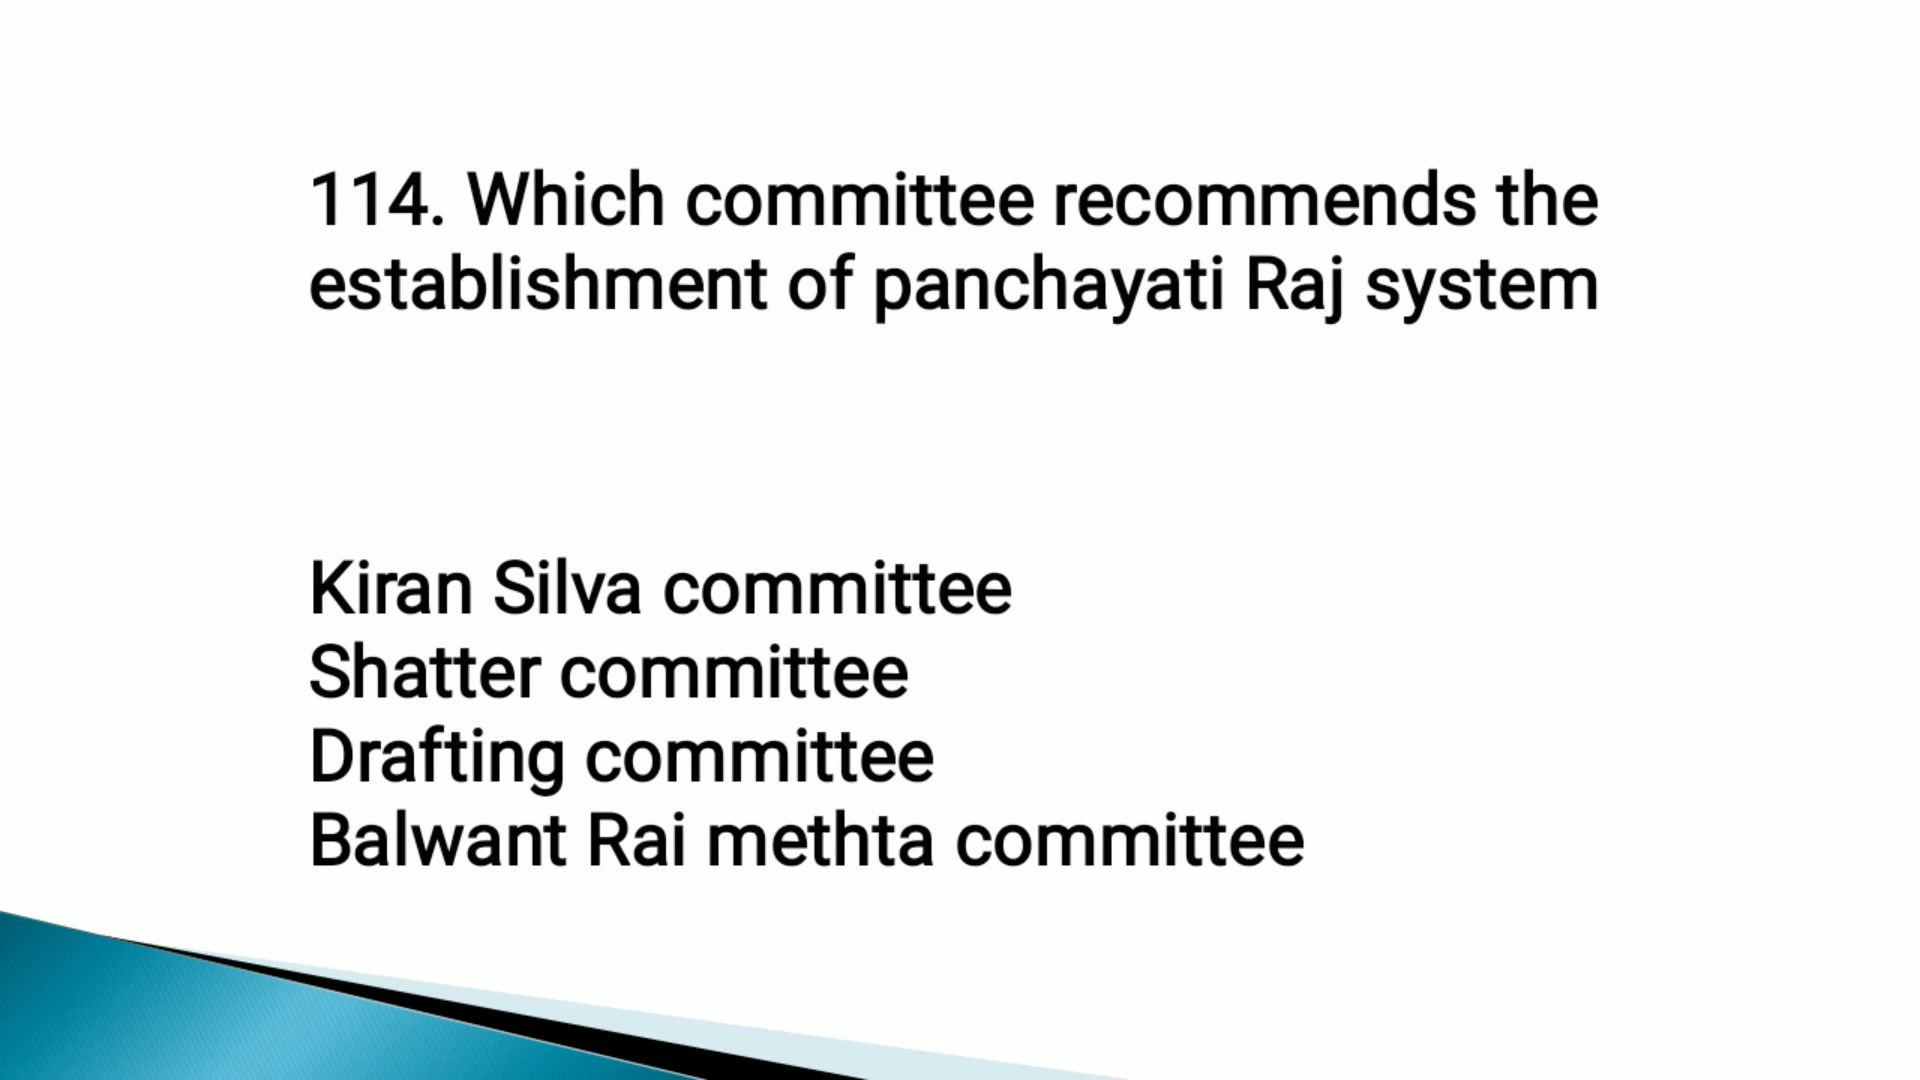 114. Which committee recommends the
establishment of panchayati Raj system
Kiran Silva committee
Shatter committee
Drafting committee
Balwant Rai methta committee